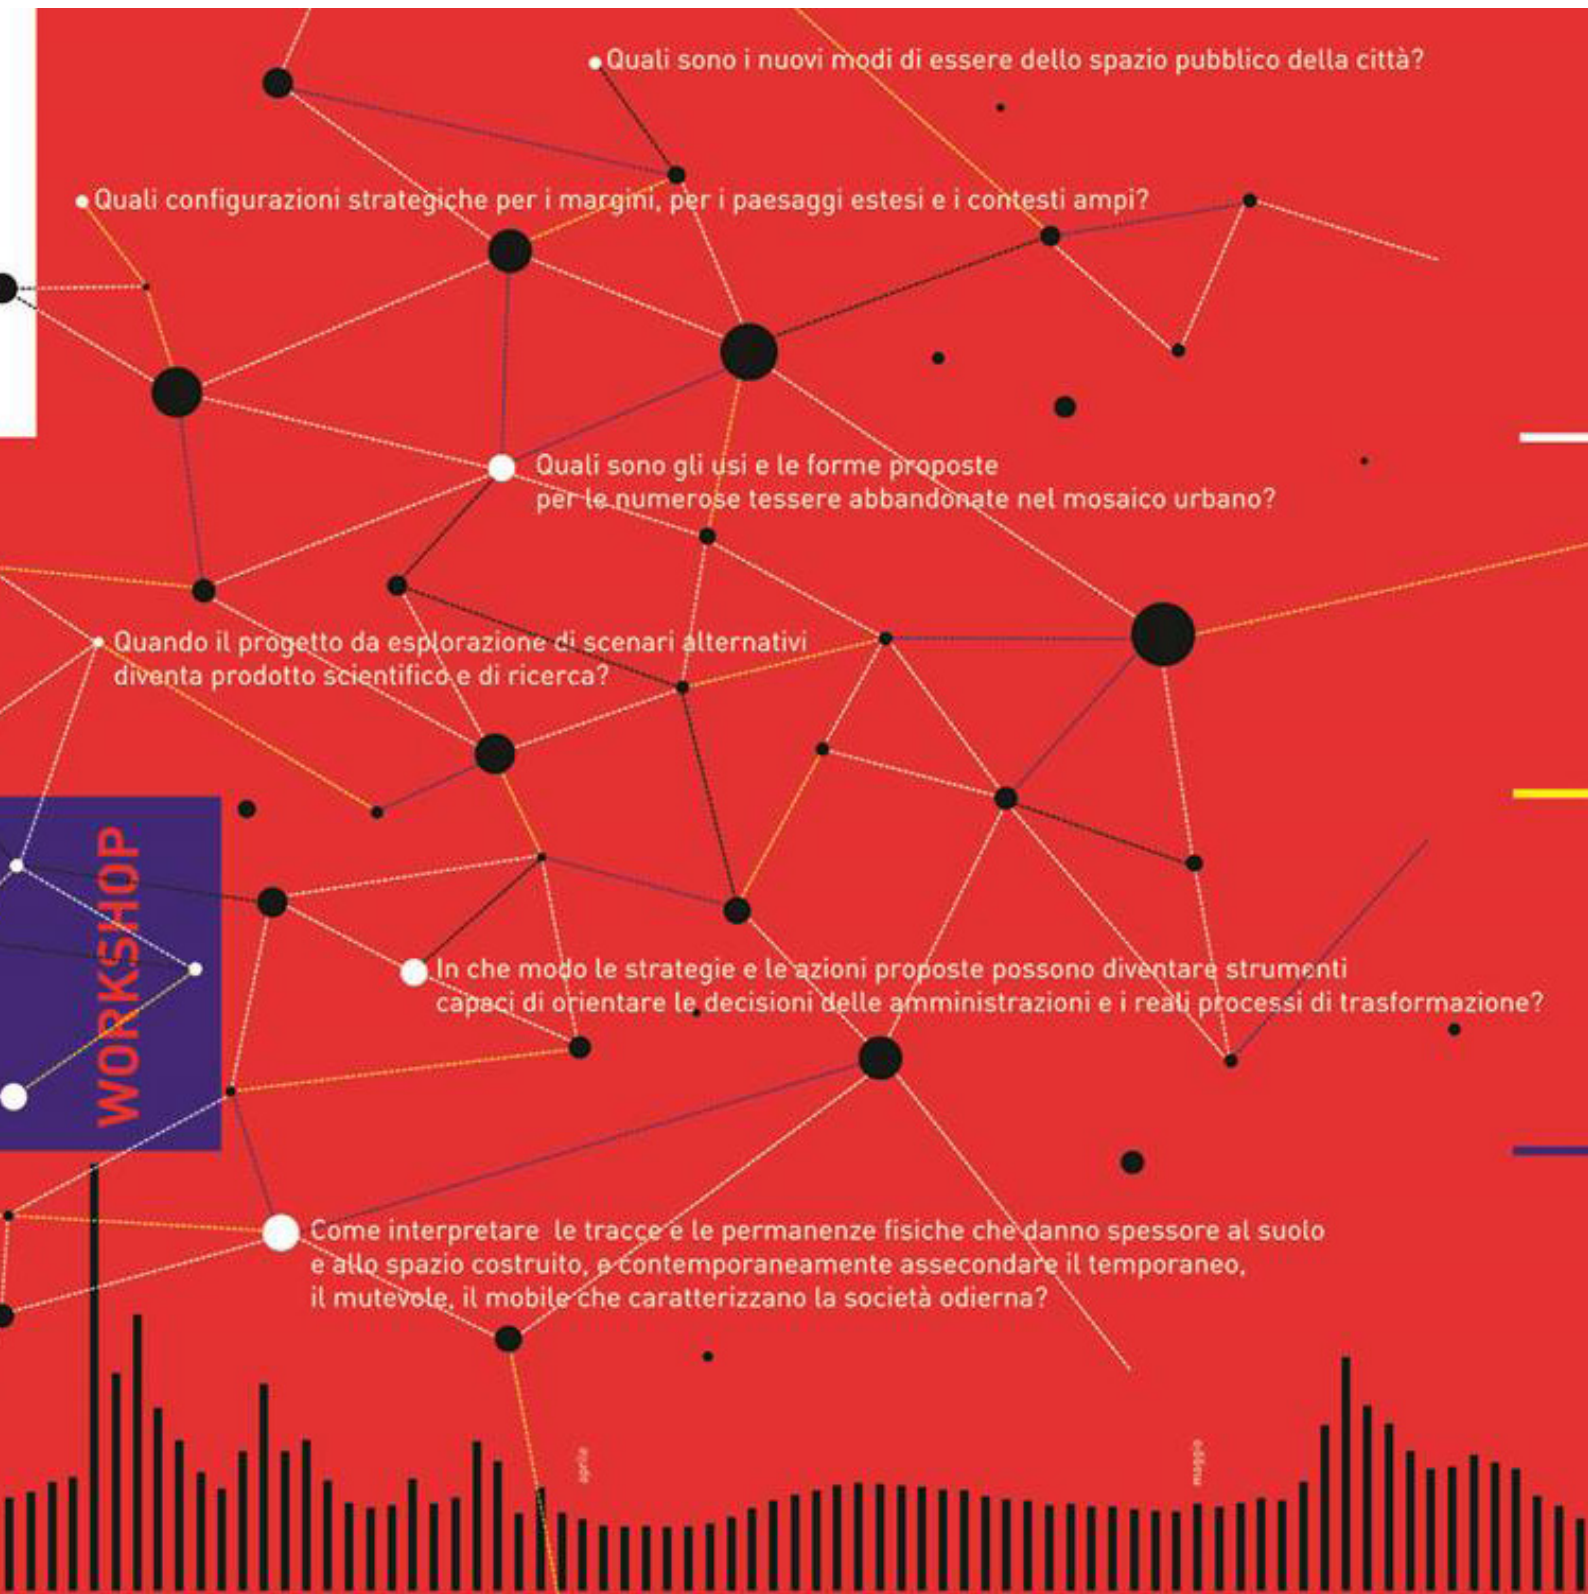 Quali sono i nuovi modi di essere dello spazio pubblico della città?
Quali configurazioni strategiche per i margini, per i paesaggi estesi e i contesti ampi?
Quali sono gli usi e le forme proposte
per le numerose tessere abbandonate nel mosaico urbano?
Quando il progetto da esplorazione di scenari alternativi
diventa prodotto scientifico e di ricerca?
WORKSHOP
In che modo le strategie e le azioni proposte possono diventare strumenti
capaci di orientare le decisioni delle amministrazioni e i reali processi di trasformazione?
Come interpretare le tracce e le permanenze fisiche che danno spessore al suolo
e allo spazio costruito, e contemporaneamente assecondare il temporaneo,
il mutevole, il mobile che caratterizzano la società odierna?
aprile
maggio